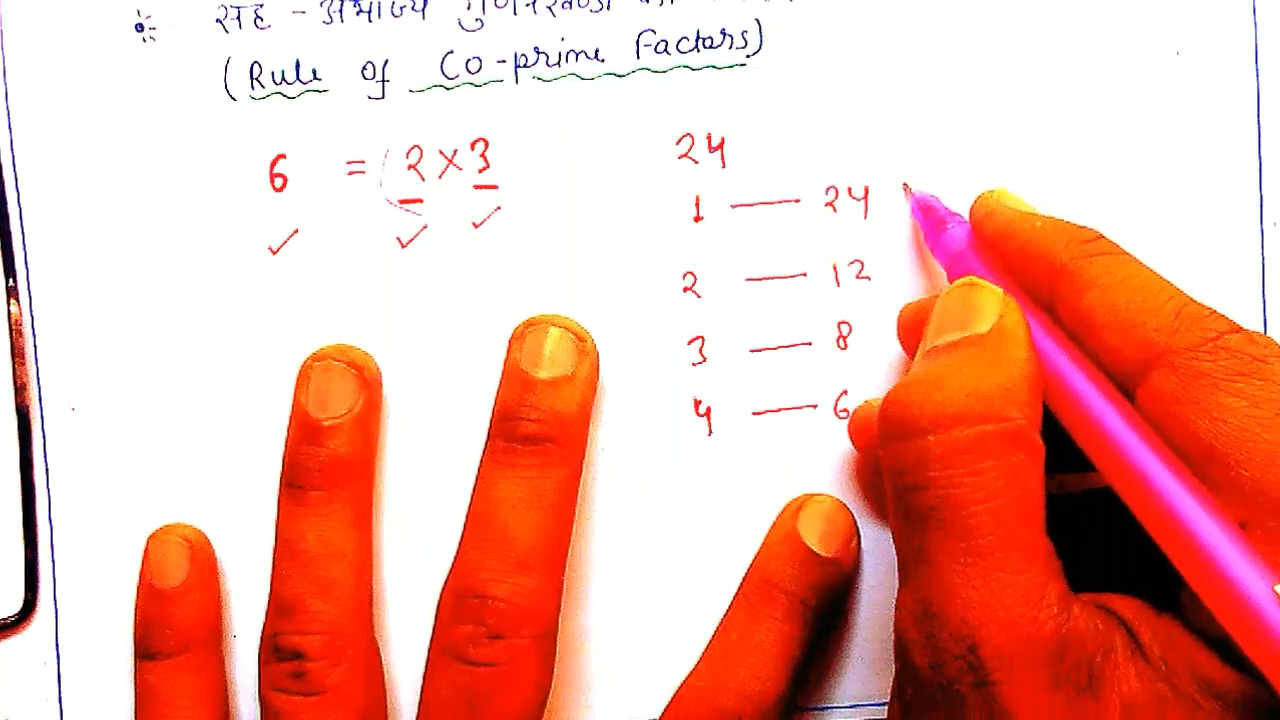 सह - अभाज्य गुणनखण्डों
(Rule of Co-prime Factors)
6 = 2 × 3
24
1 — 24
2 — 12
3 — 8
4 — 6